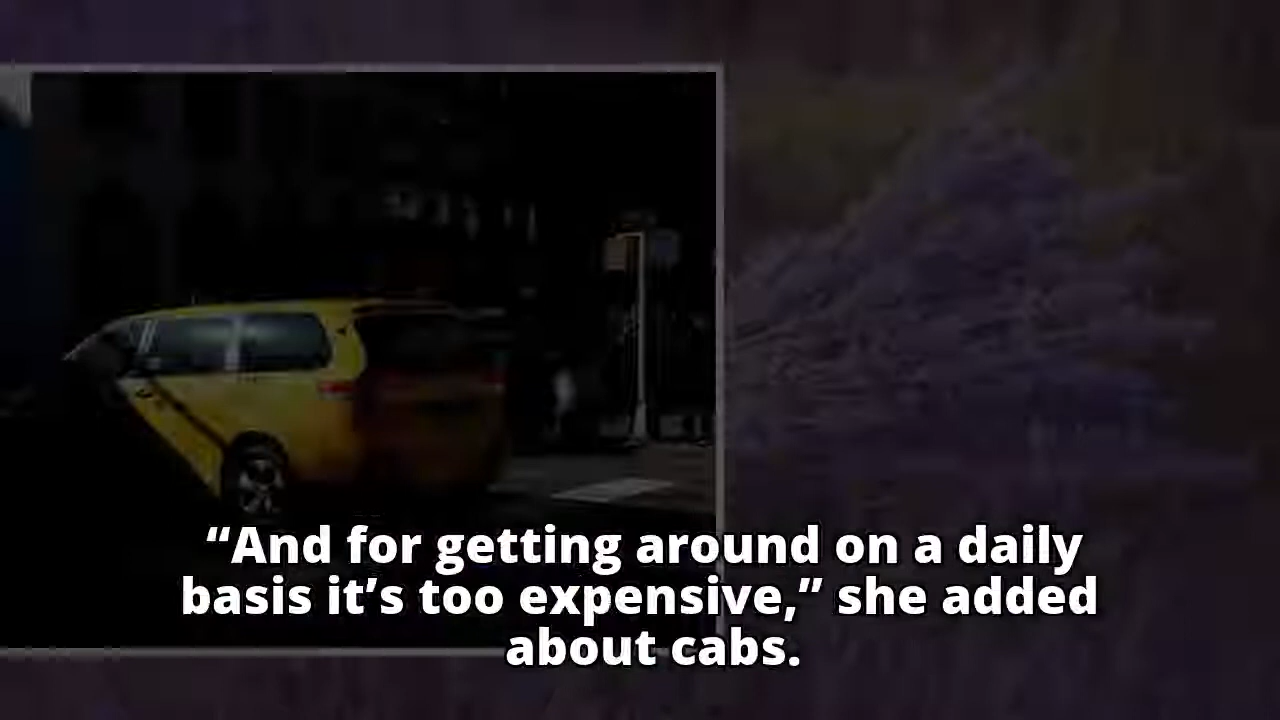 “And for getting around on a daily
basis it’s too expensive,” she added
about cabs.